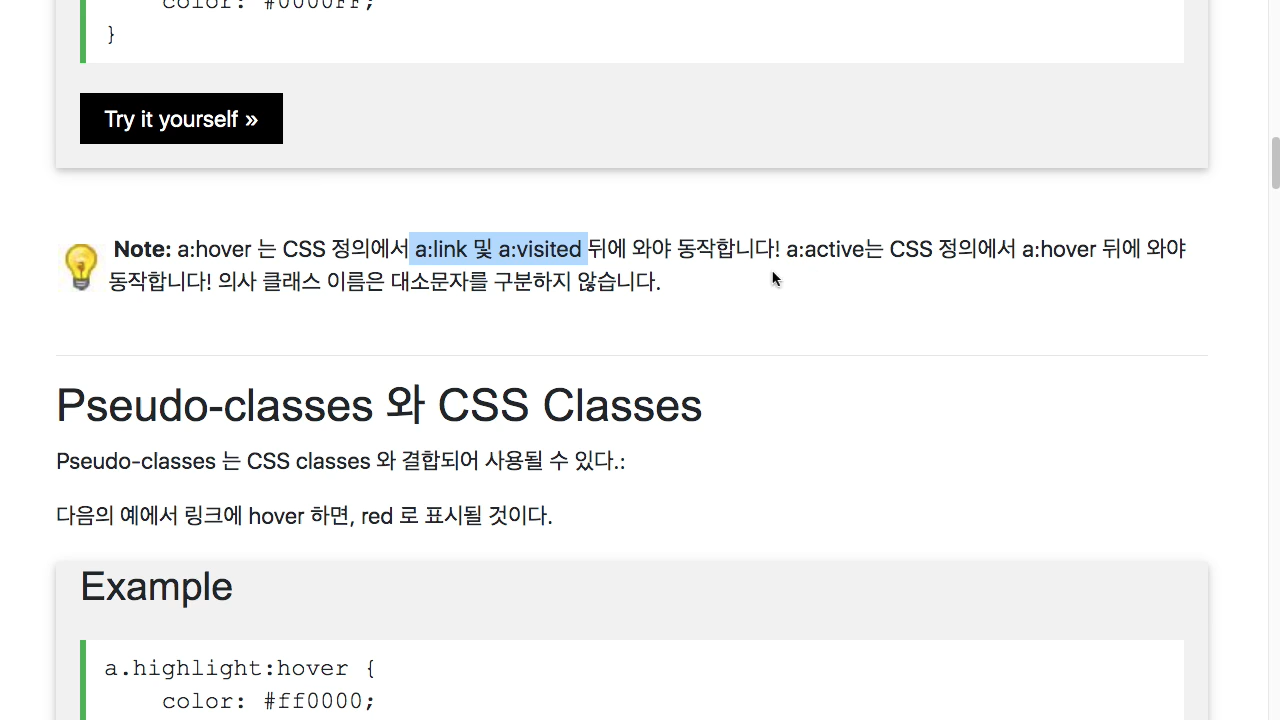 color: #0000FF;
}
Try it yourself »
Note: a:hover 는 CSS 정의에서 a:link 및 a:visited 뒤에 와야 동작합니다! a:active는 CSS 정의에서 a:hover 뒤에 와야
동작합니다! 의사 클래스 이름은 대소문자를 구분하지 않습니다.
Pseudo-classes 와 CSS Classes
Pseudo-classes 는 CSS classes 와 결합되어 사용될 수 있다.:
다음의 예에서 링크에 hover 하면, red 로 표시될 것이다.
Example
a.highlight:hover {
color: #ff0000;